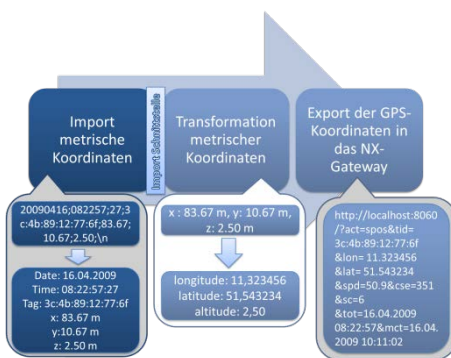 Import
metrische
Koordinaten
Import Schnittstelle
Transformation
metrischer
Koordinaten
Export der GPS-
Koordinaten in
das NX-
Gateway
20090416;082257;27;3
c:4b:89:12:77:6f;83.67;
10.67;2.50;\n
Date: 16.04.2009
Time: 08:22:57:27
Tag: 3c:4b:89:12:77:6f
x: 83.67 m
y:10.67 m
z: 2.50 m
x : 83.67 m, y: 10.67 m,
z: 2.50 m
longitude: 11,323456
latitude: 51,543234
altitude: 2,50
http://localhost:8060
/?act=spos&tid=
3c:4b:89:12:77:6f
&lon= 11.323456
&lat= 51.543234
&spd=50.9&cse=351
&sc=6
&tot=16.04.2009
08:22:57&mct=16.04.
2009 10:11:02